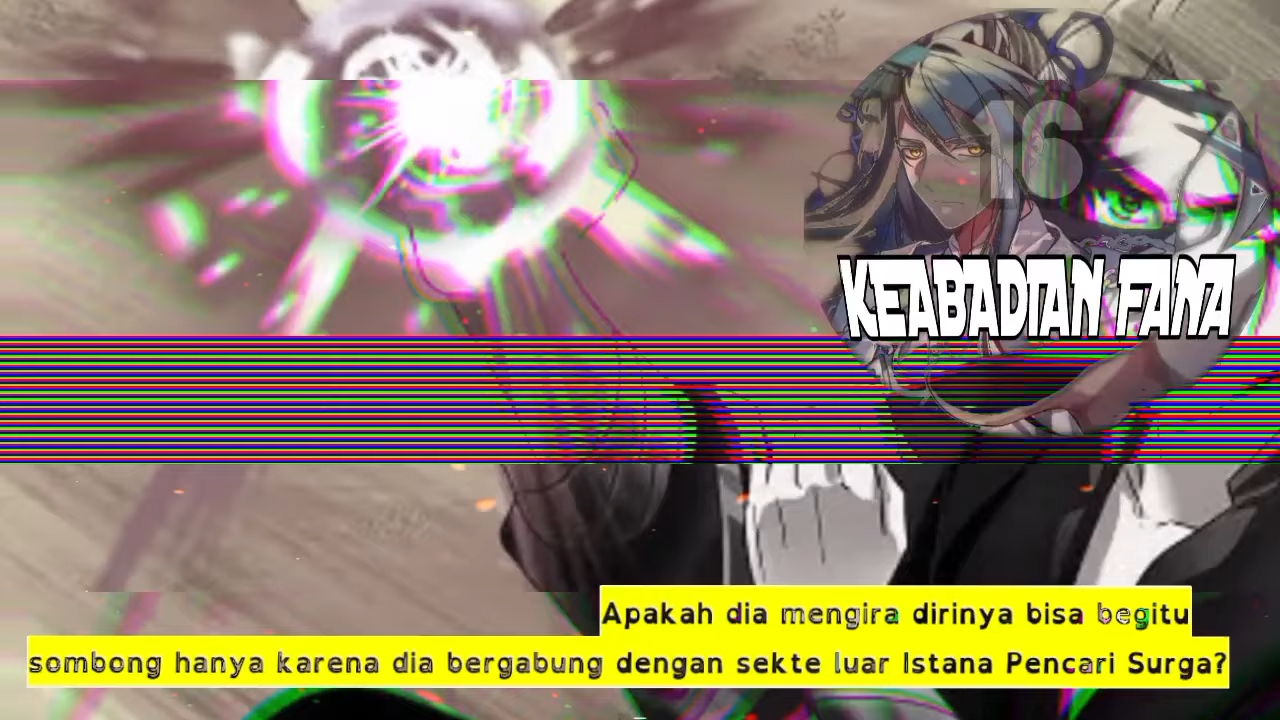 16
KEABADIAN FANA
Apakah dia mengira dirinya bisa begitu
sombong hanya karena dia bergabung dengan sekte luar Istana Pencari Surga?